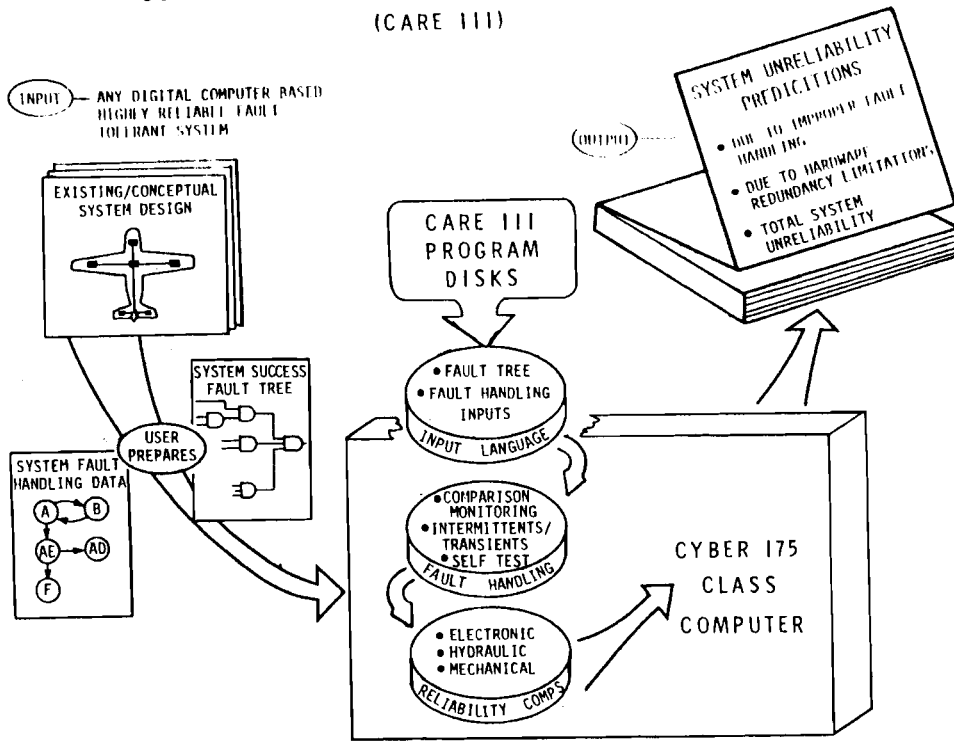 (CARE III)
INPUT
ANY DIGITAL COMPUTER BASED
HIGHLY RELIABLE FAULT
TOLERANT SYSTEM
EXISTING/CONCEPTUAL
SYSTEM DESIGN
SYSTEM SUCCESS
FAULT TREE
USER
PREPARES
SYSTEM FAULT
HANDLING DATA
A
B
AE
AD
F
CARE III
PROGRAM
DISKS
• FAULT TREE
• FAULT HANDLING
INPUTS
INPUT LANGUAGE
• COMPARISON
MONITORING
• INTERMITTENTS/
TRANSIENTS
• SELF TEST
FAULT HANDLING
• ELECTRONIC
• HYDRAULIC
• MECHANICAL
RELIABILITY COMPS
CYBER 175
CLASS
COMPUTER
OUTPUT
SYSTEM UNRELIABILITY
PREDICITIONS
• DUE TO IMPROPER FAULT
HANDLING
• DUE TO HARDWARE
REDUNDANCY LIMITATIONS
• TOTAL SYSTEM
UNRELIABILITY